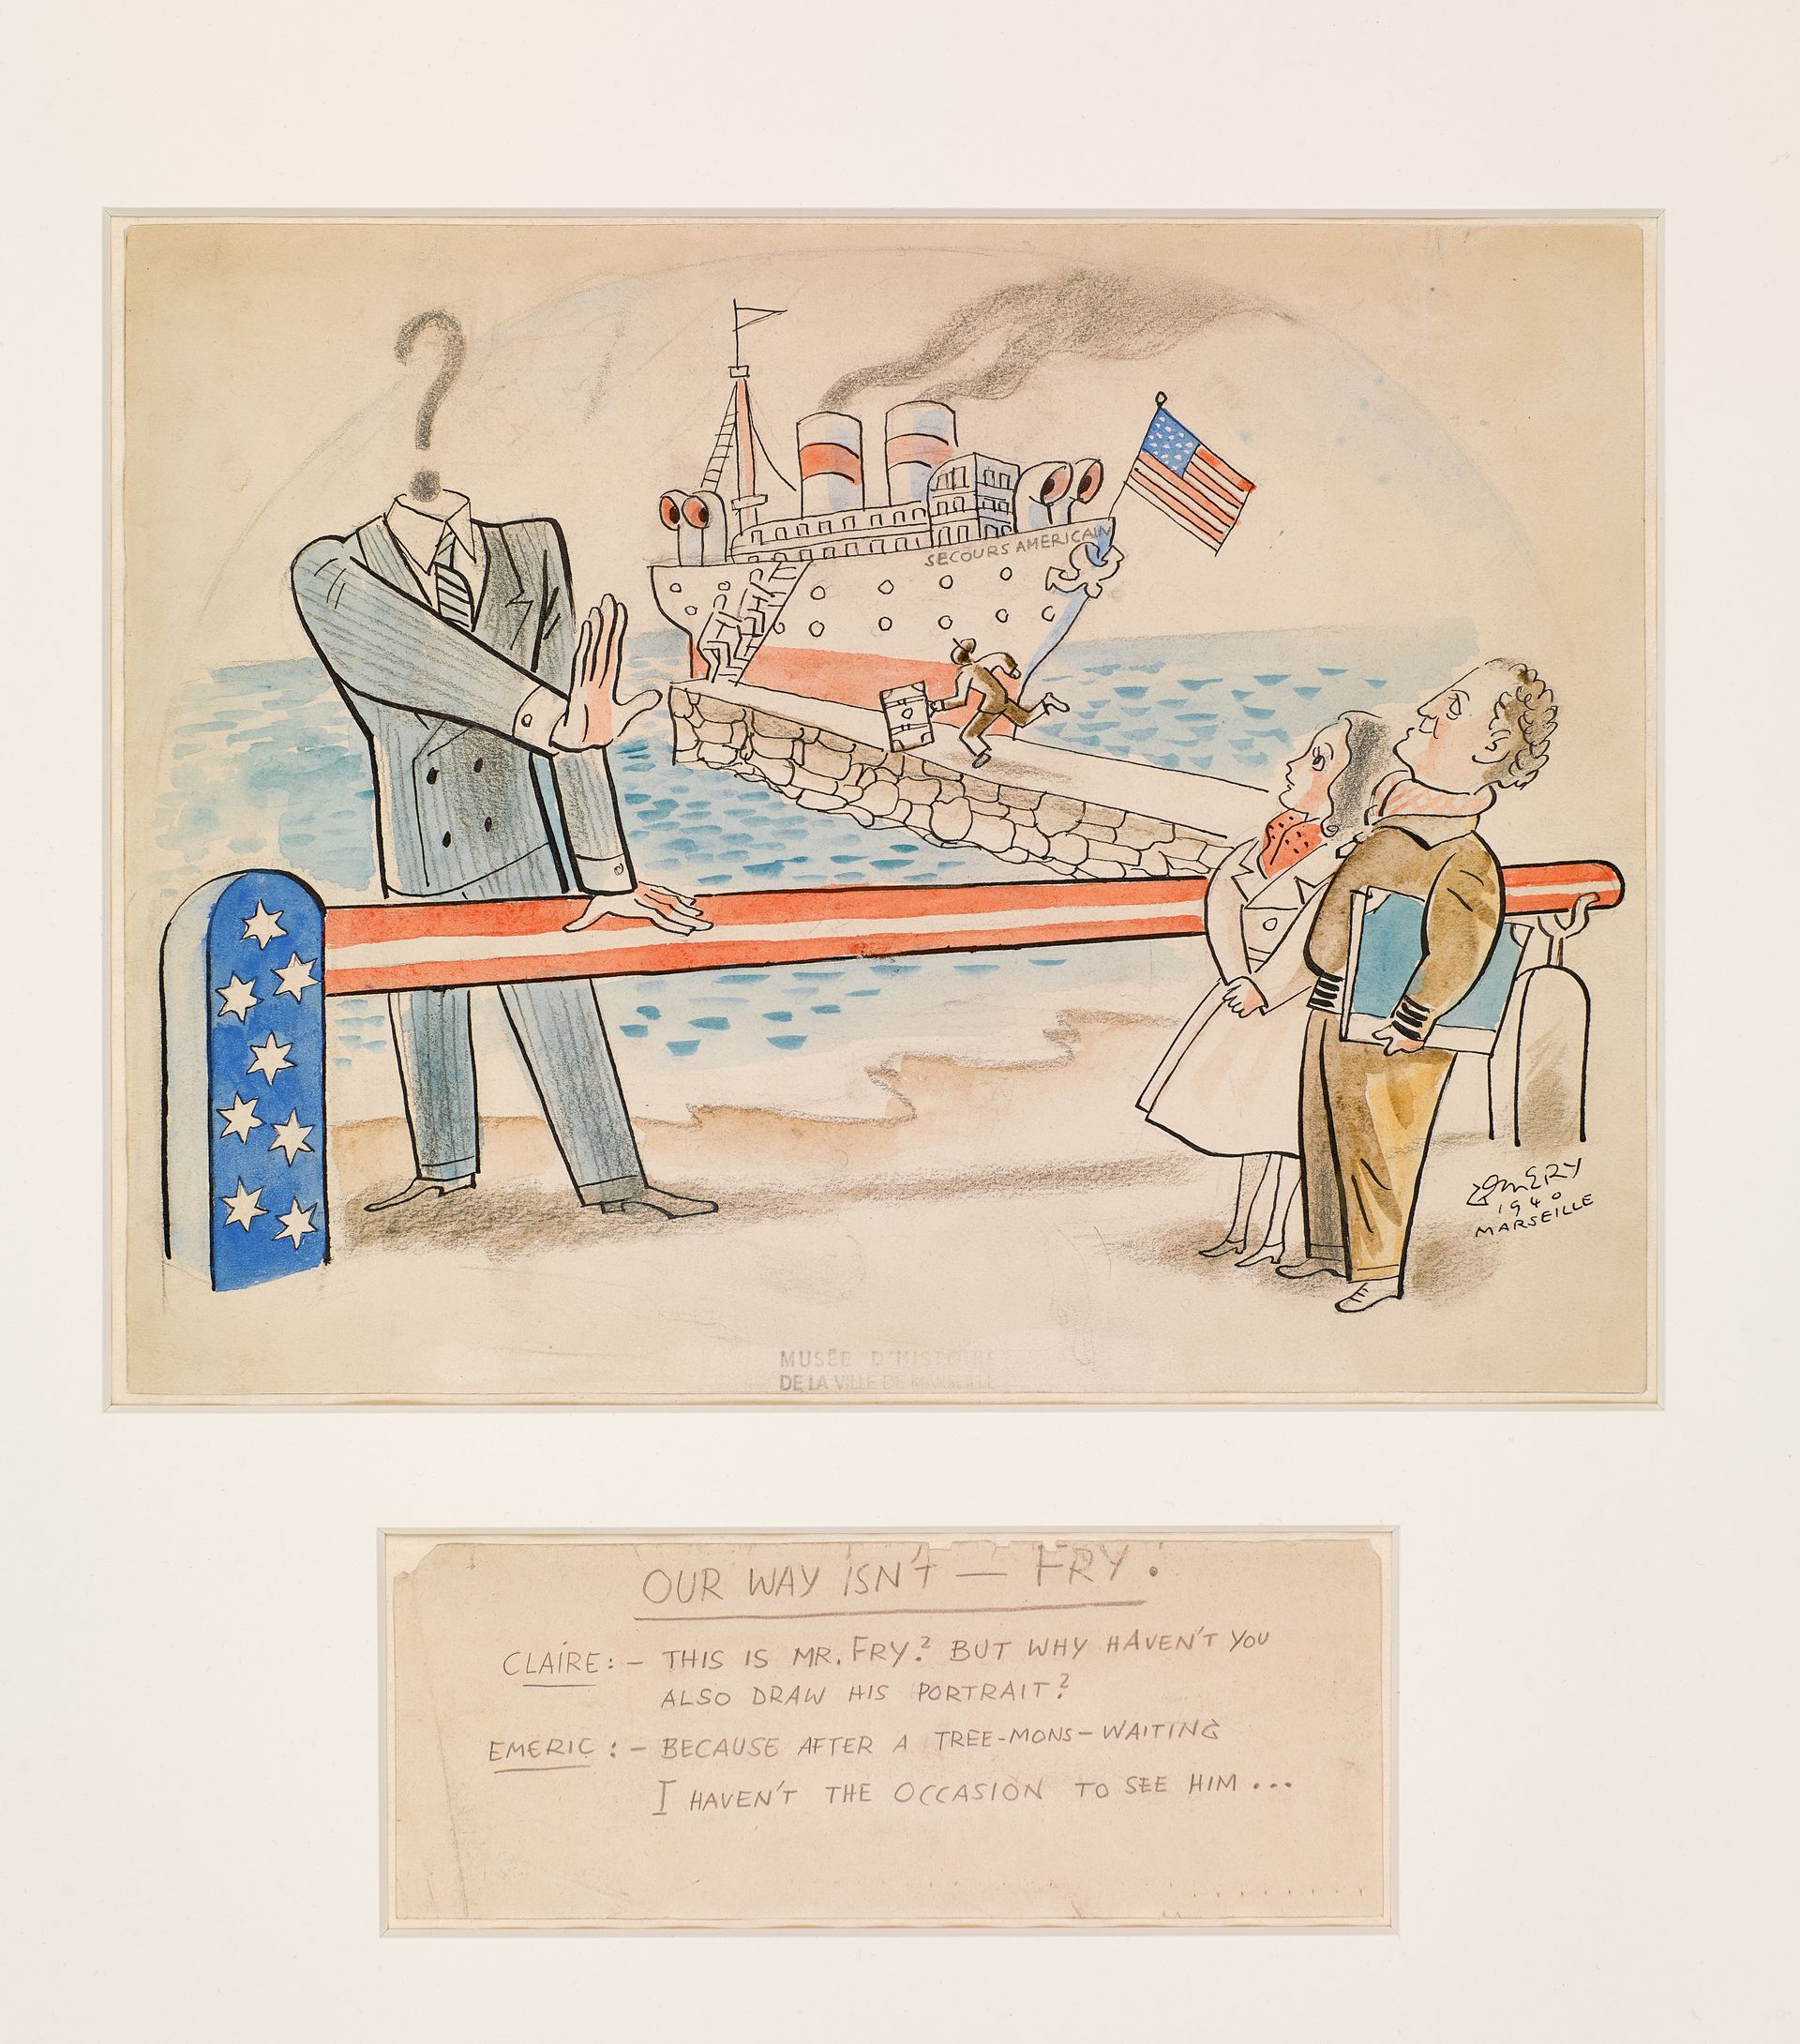 ?
SECOURS AMERICAIN
EMERY
1940
MARSEILLE
MUSÉE D'HISTOIRE
DE LA VILLE DE MARSEILLE
OUR WAY ISN'T — FRY!
CLAIRE: – THIS IS MR. FRY? BUT WHY HAVEN'T YOU
ALSO DRAW HIS PORTRAIT?
EMERIC: – BECAUSE AFTER A TREE-MONS-WAITING
I HAVEN'T THE OCCASION TO SEE HIM...